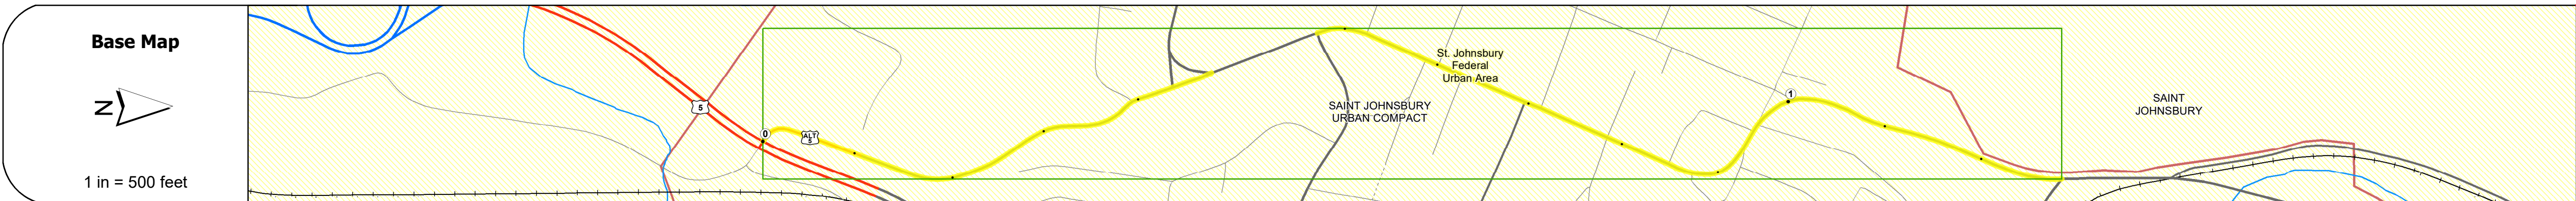 Base Map
N
1 in = 500 feet
5
0
ALT
5
St. Johnsbury
Federal
Urban Area
SAINT JOHNSBURY
URBAN COMPACT
1
SAINT
JOHNSBURY